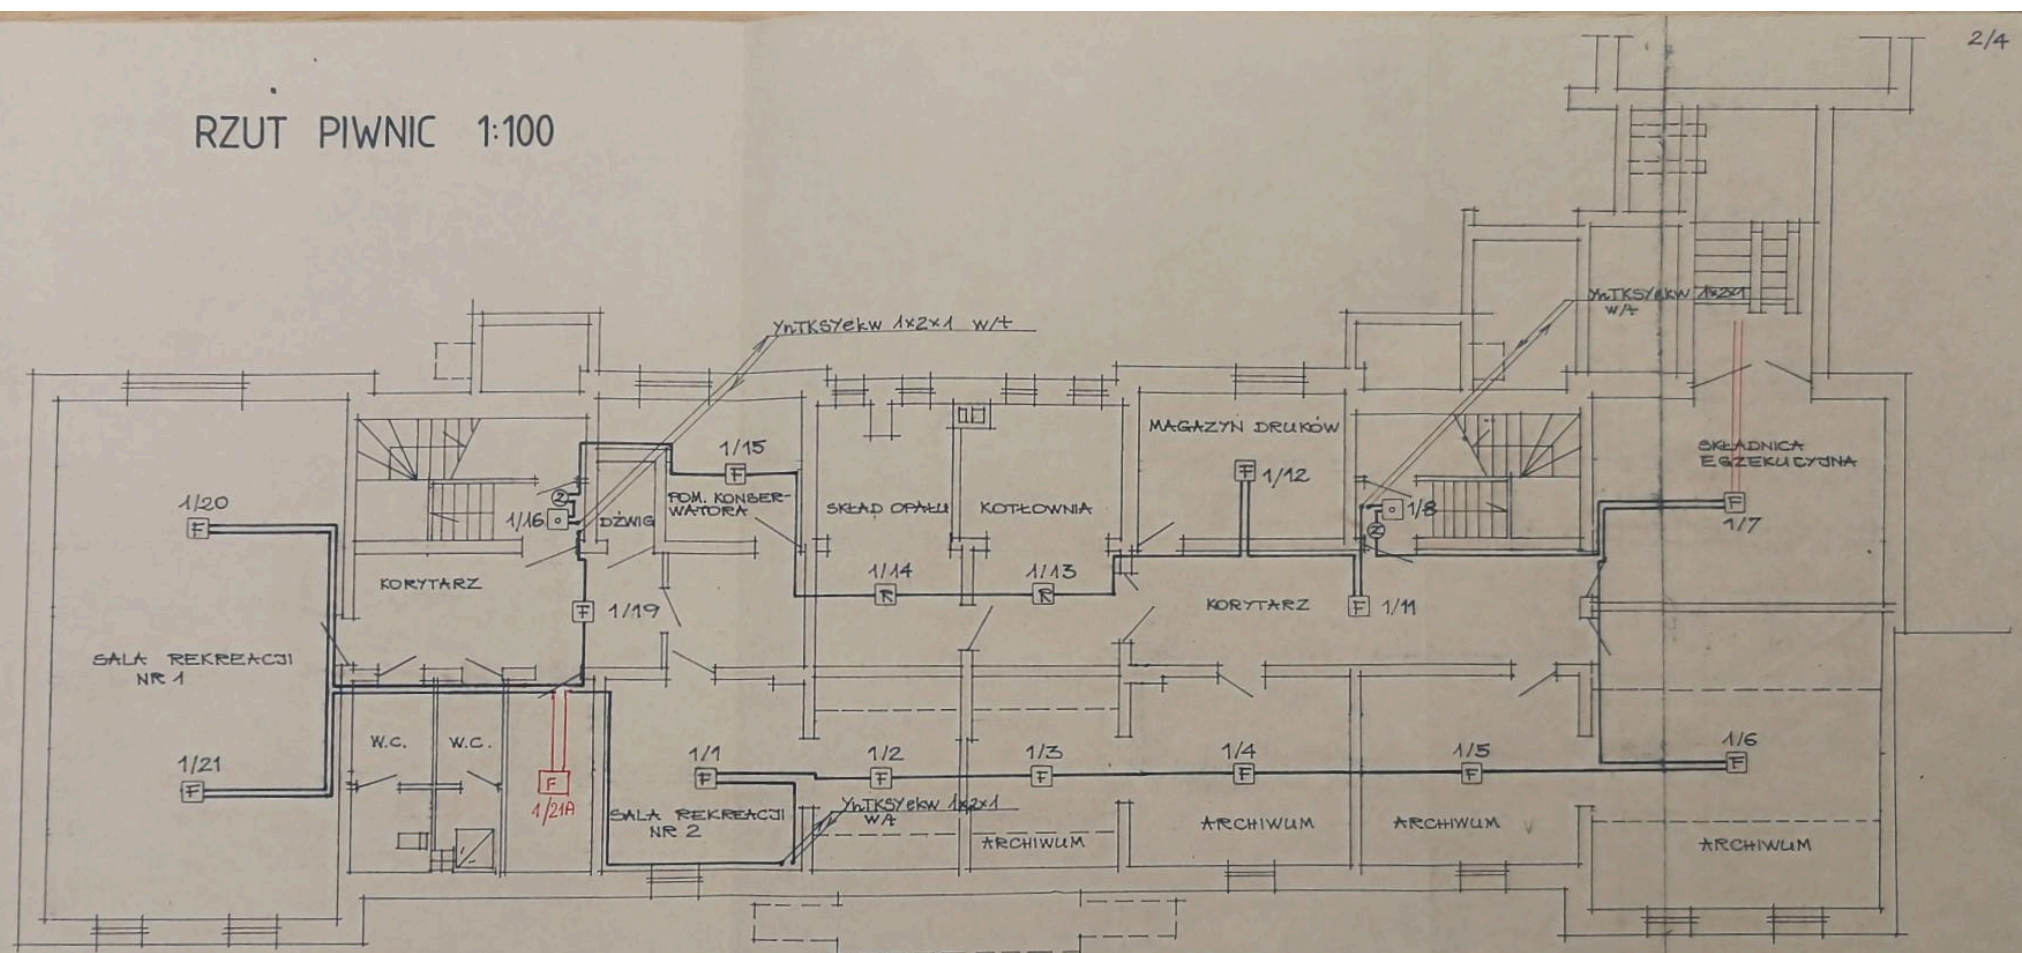 2/4
RZUT PIWNIC 1:100
YnTKSYekw 1x2x1
w/t
YnTKSYekw 1x2x1 w/t
MAGAZYN DRUKÓW
SKŁADNICA
EGZEKUCYJNA
1/15
F
F 1/12
1/20
F
POM. KONSER-
WATORA
SKŁAD OPAŁU
KOTŁOWNIA
Z
1/16
DŹWIG
1/8
Z
F
1/7
KORYTARZ
1/14
R
1/13
R
F 1/19
KORYTARZ
F 1/11
SALA REKREACJI
NR 1
W.C.
W.C.
1/21
F
F
1/21A
1/1
F
1/2
F
1/3
F
1/4
F
1/5
F
1/6
F
YnTKSYekw 1x2x1
w/t
SALA REKREACJI
NR 2
ARCHIWUM
ARCHIWUM
ARCHIWUM
ARCHIWUM